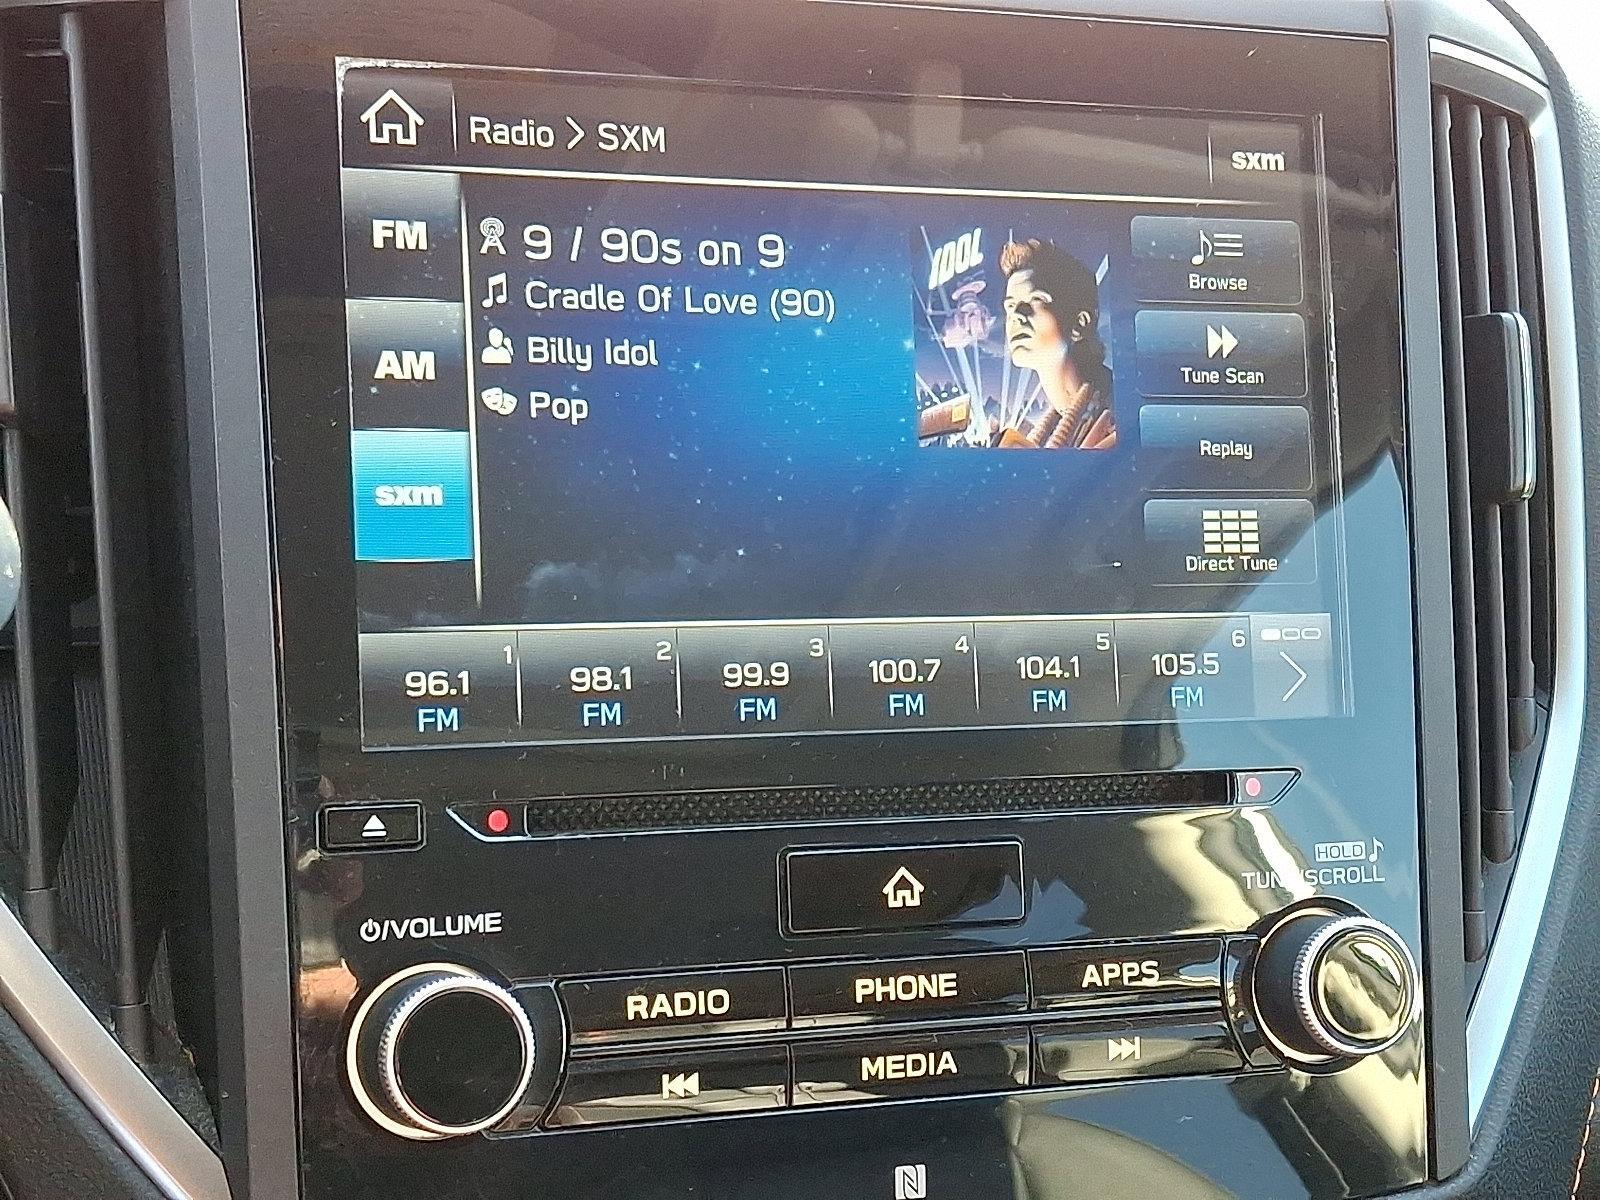 Radio > SXM
sxm
FM
AM
sxm
9 / 90s on 9
Cradle Of Love (90)
Billy Idol
Pop
IDOL
Browse
Tune Scan
Replay
Direct Tune
1
96.1
FM
2
98.1
FM
3
99.9
FM
4
100.7
FM
5
104.1
FM
6
105.5
FM
HOLD
TUNE/SCROLL
/VOLUME
RADIO
PHONE
APPS
MEDIA
N